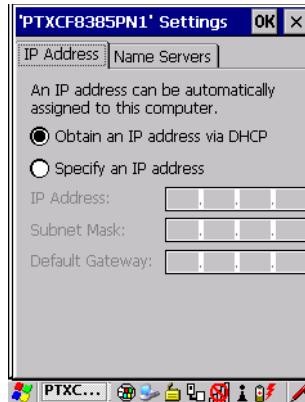 'PTXCF8385PN1' Settings OK ×
IP Address Name Servers
An IP address can be automatically
assigned to this computer.
Obtain an IP address via DHCP
Specify an IP address
IP Address: . . .
Subnet Mask: . . .
Default Gateway: . . .
PTXC...